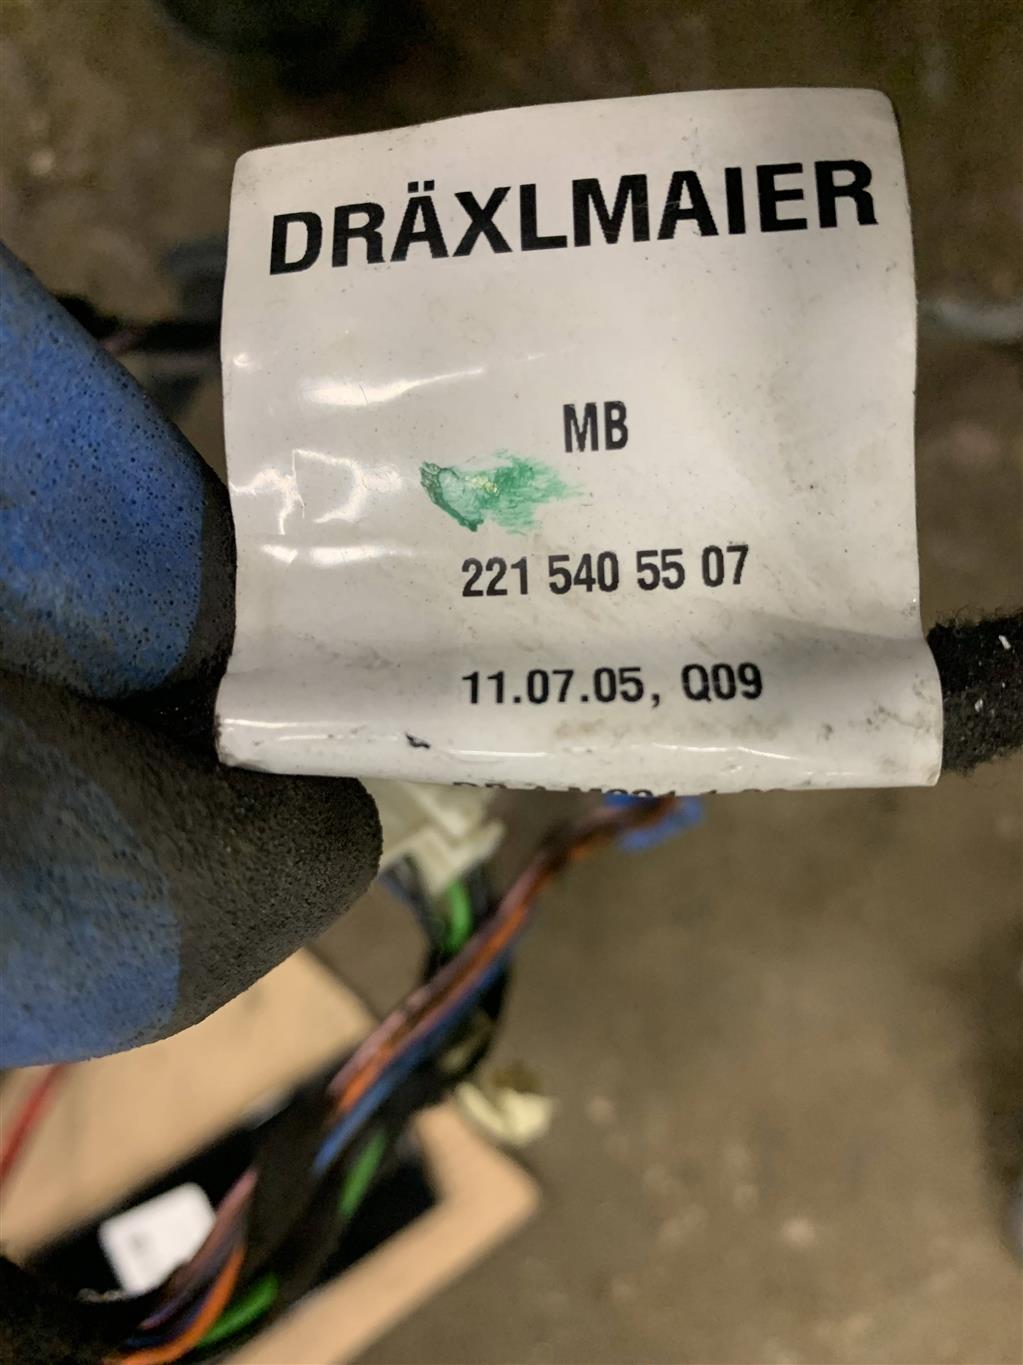 DRÄXLMAIER
MB
221 540 55 07
11.07.05, Q09